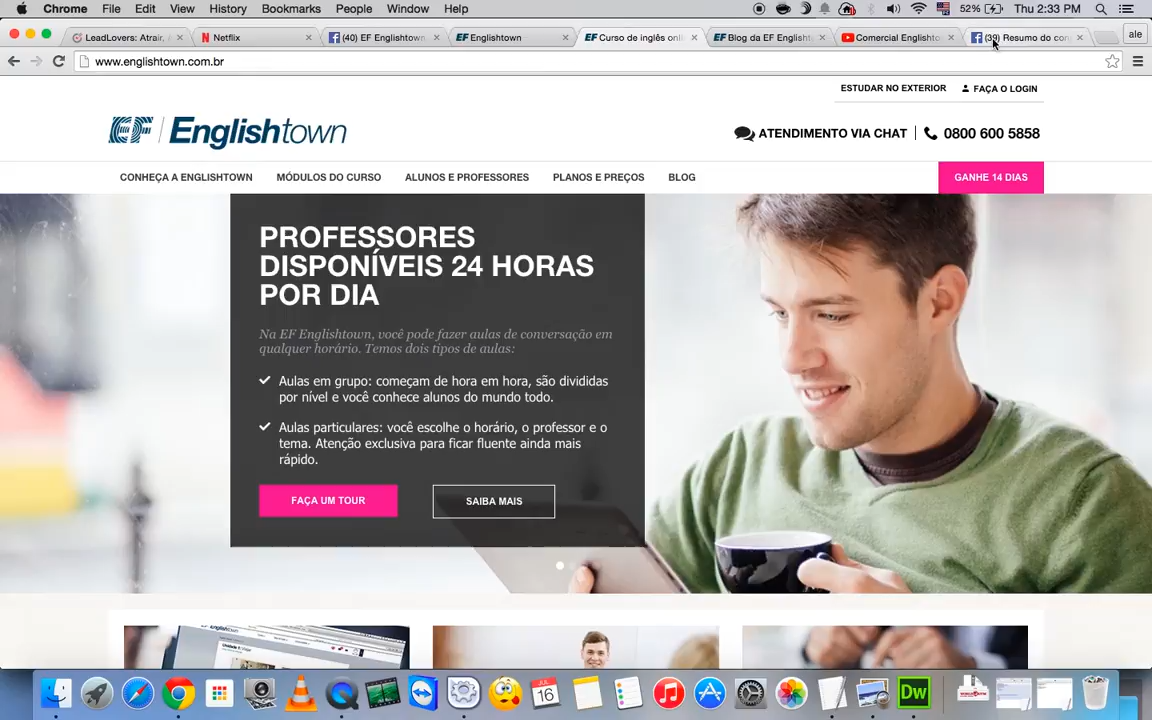 Chrome File Edit View History Bookmarks People Window Help 52% Thu 2:33 PM
LeadLovers: Atrair, Netflix (40) EF Englishtown Englishtown Curso de inglês onli Blog da EF Englisht Comercial Englishto (39) Resumo do con ale
www.englishtown.com.br
ESTUDAR NO EXTERIOR FAÇA O LOGIN
EF Englishtown
ATENDIMENTO VIA CHAT 0800 600 5858
CONHEÇA A ENGLISHTOWN MÓDULOS DO CURSO ALUNOS E PROFESSORES PLANOS E PREÇOS BLOG GANHE 14 DIAS
PROFESSORES
DISPONÍVEIS 24 HORAS
POR DIA
Na EF Englishtown, você pode fazer aulas de conversação em
qualquer horário. Temos dois tipos de aulas:
Aulas em grupo: começam de hora em hora, são divididas
por nível e você conhece alunos do mundo todo.
Aulas particulares: você escolhe o horário, o professor e o
tema. Atenção exclusiva para ficar fluente ainda mais
rápido.
FAÇA UM TOUR SAIBA MAIS
JUL
16
Dw